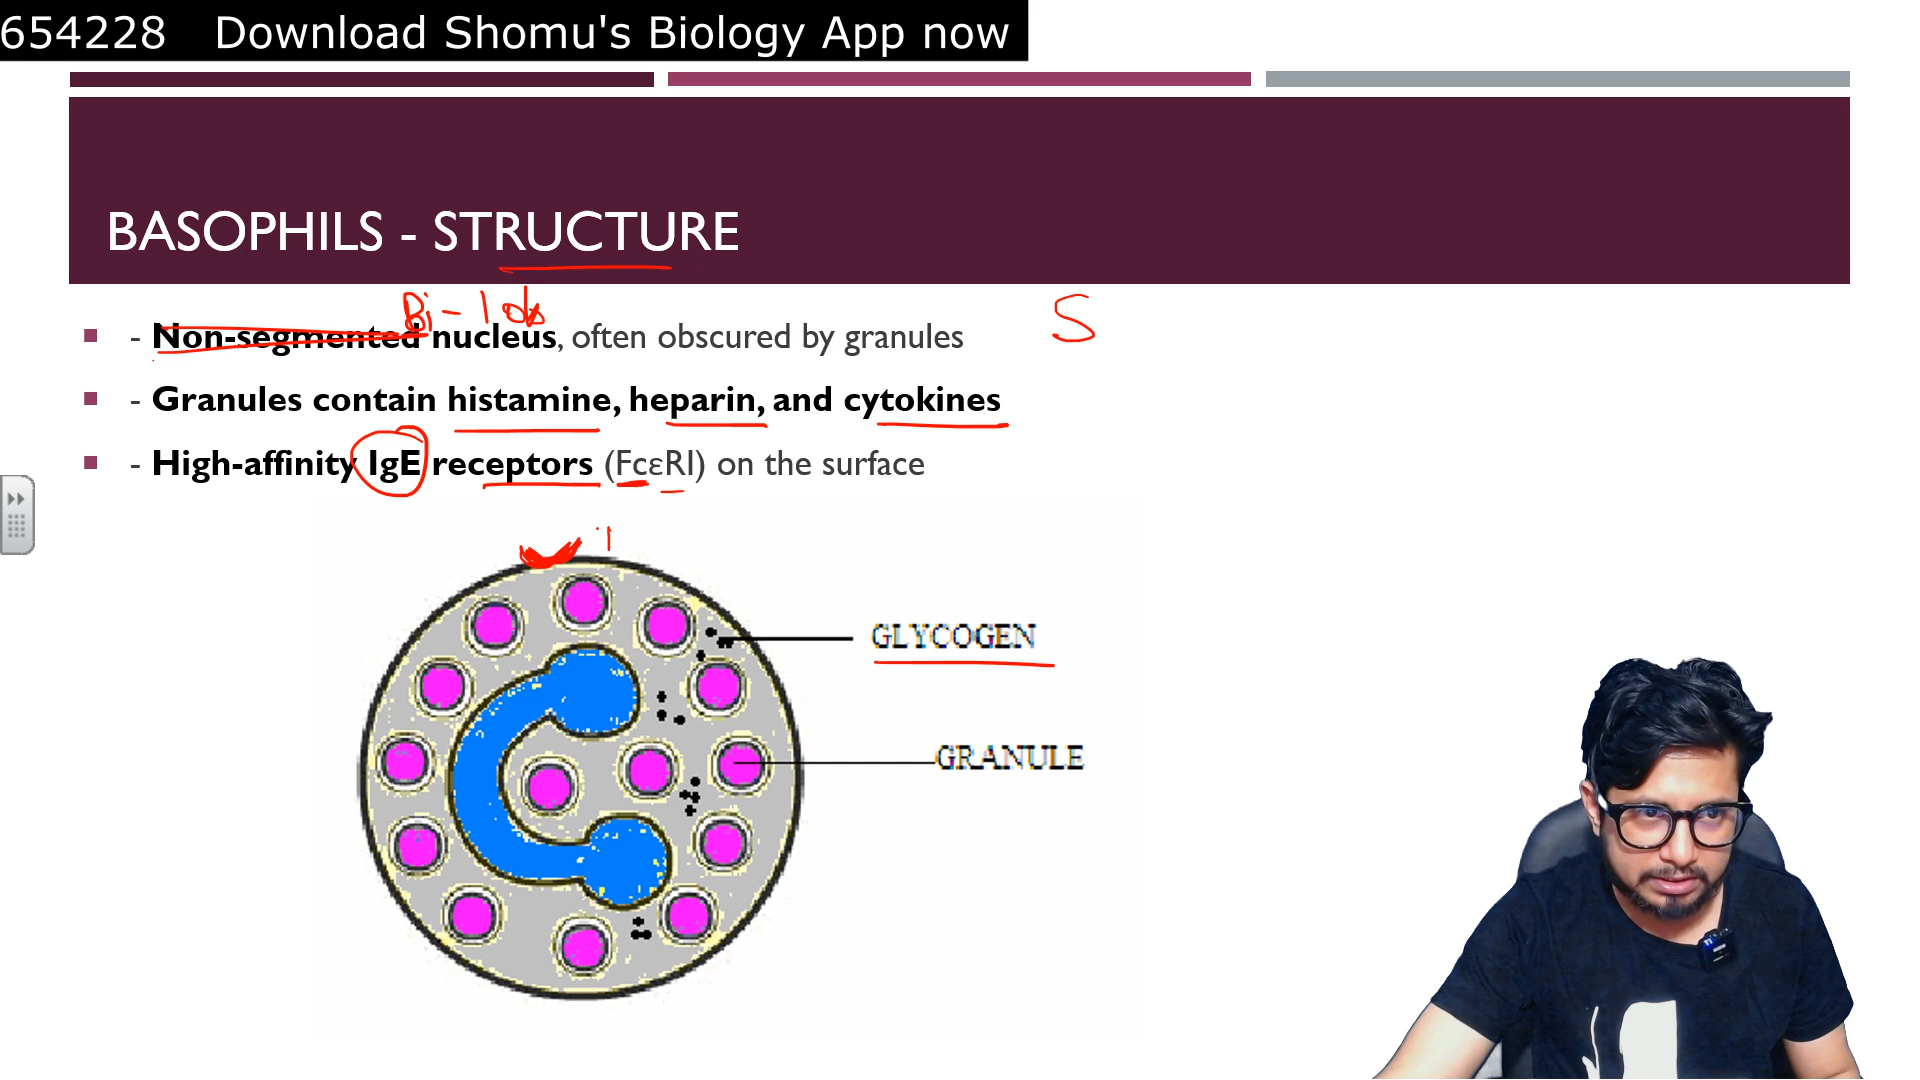 654228 Download Shomu's Biology App now
BASOPHILS - STRUCTURE
Bi-lob
- Non-segmented nucleus, often obscured by granules
S
- Granules contain histamine, heparin, and cytokines
- High-affinity IgE receptors (FcεRI) on the surface
GLYCOGEN
GRANULE